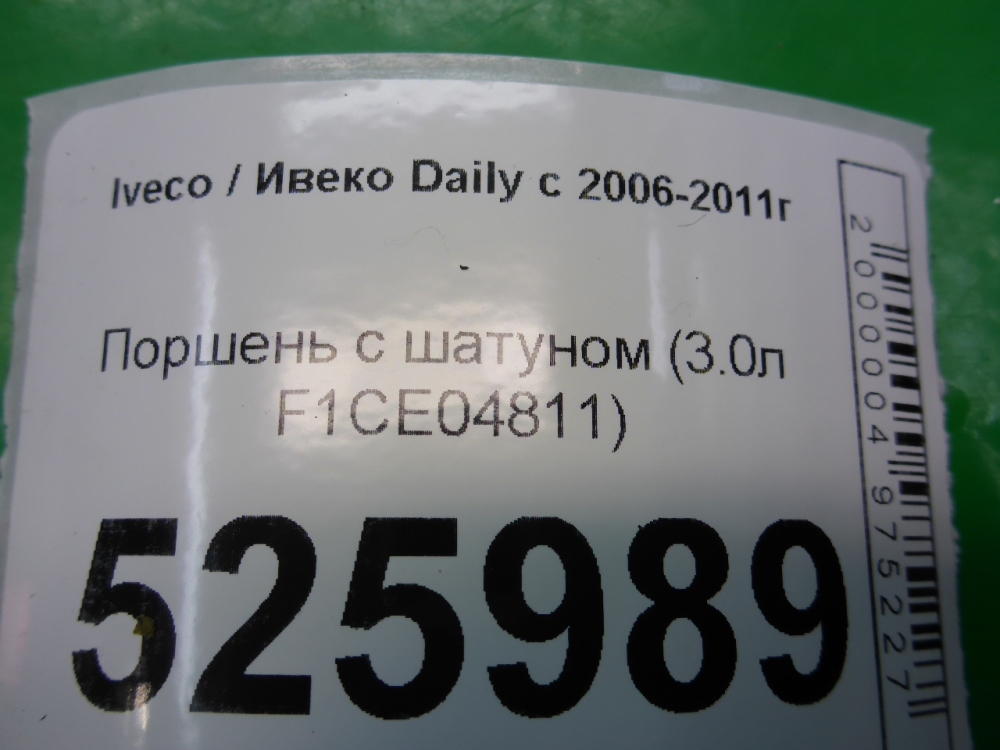 Iveco / Ивеко Daily с 2006-2011г
Поршень с шатуном (3.0л
F1CE04811)
525989
2000004975227